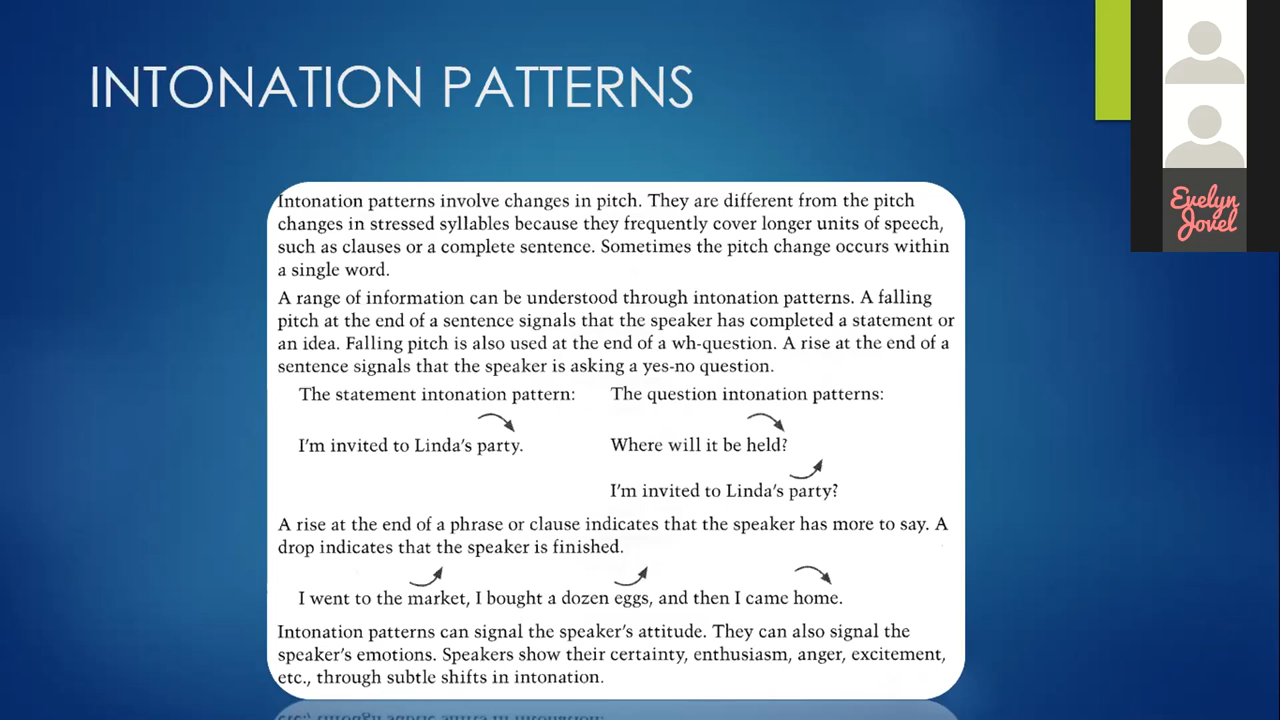 INTONATION PATTERNS
Evelyn
Jovel
Intonation patterns involve changes in pitch. They are different from the pitch
changes in stressed syllables because they frequently cover longer units of speech,
such as clauses or a complete sentence. Sometimes the pitch change occurs within
a single word.
A range of information can be understood through intonation patterns. A falling
pitch at the end of a sentence signals that the speaker has completed a statement or
an idea. Falling pitch is also used at the end of a wh-question. A rise at the end of a
sentence signals that the speaker is asking a yes-no question.
The statement intonation pattern:
I'm invited to Linda's party.
The question intonation patterns:
Where will it be held?
I'm invited to Linda's party?
A rise at the end of a phrase or clause indicates that the speaker has more to say. A
drop indicates that the speaker is finished.
I went to the market, I bought a dozen eggs, and then I came home.
Intonation patterns can signal the speaker's attitude. They can also signal the
speaker's emotions. Speakers show their certainty, enthusiasm, anger, excitement,
etc., through subtle shifts in intonation.